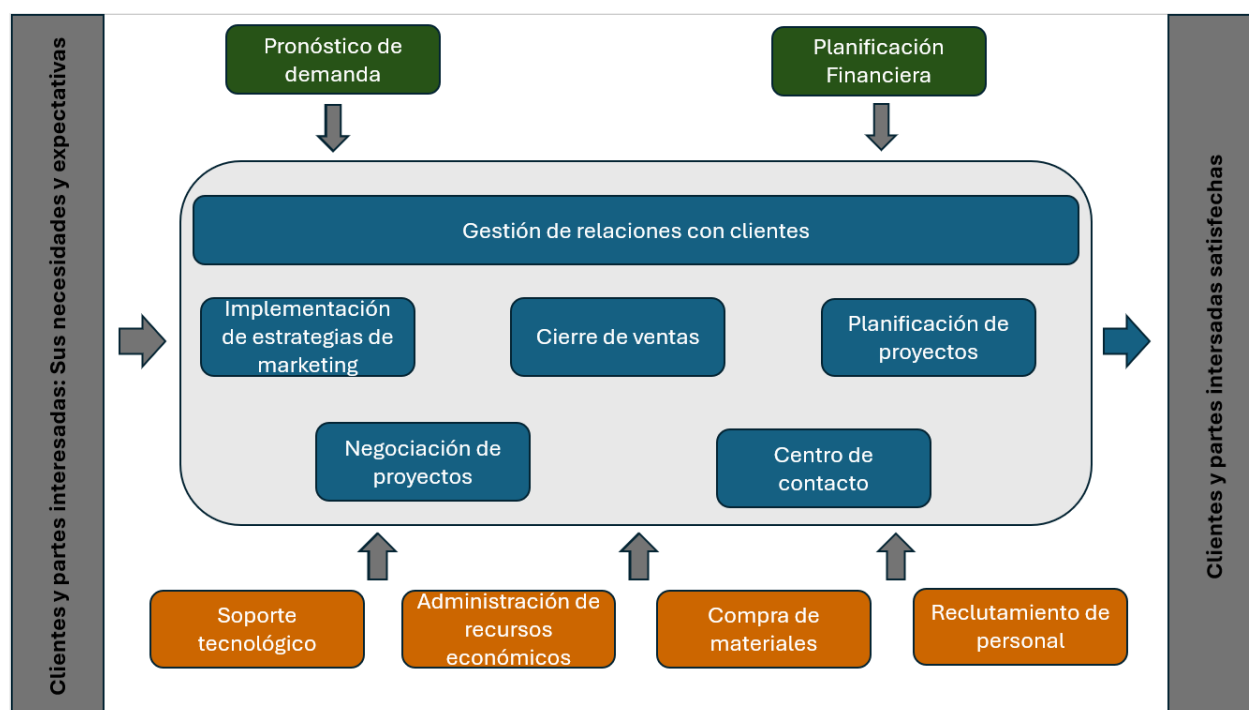 Clientes y partes interesadas: Sus necesidades y expectativas
Pronóstico de
demanda
Planificación
Financiera
Gestión de relaciones con clientes
Implementación
de estrategias de
marketing
Cierre de ventas
Planificación de
proyectos
Negociación de
proyectos
Centro de
contacto
Soporte
tecnológico
Administración de
recursos
económicos
Compra de
materiales
Reclutamiento de
personal
Clientes y partes intersadas satisfechas